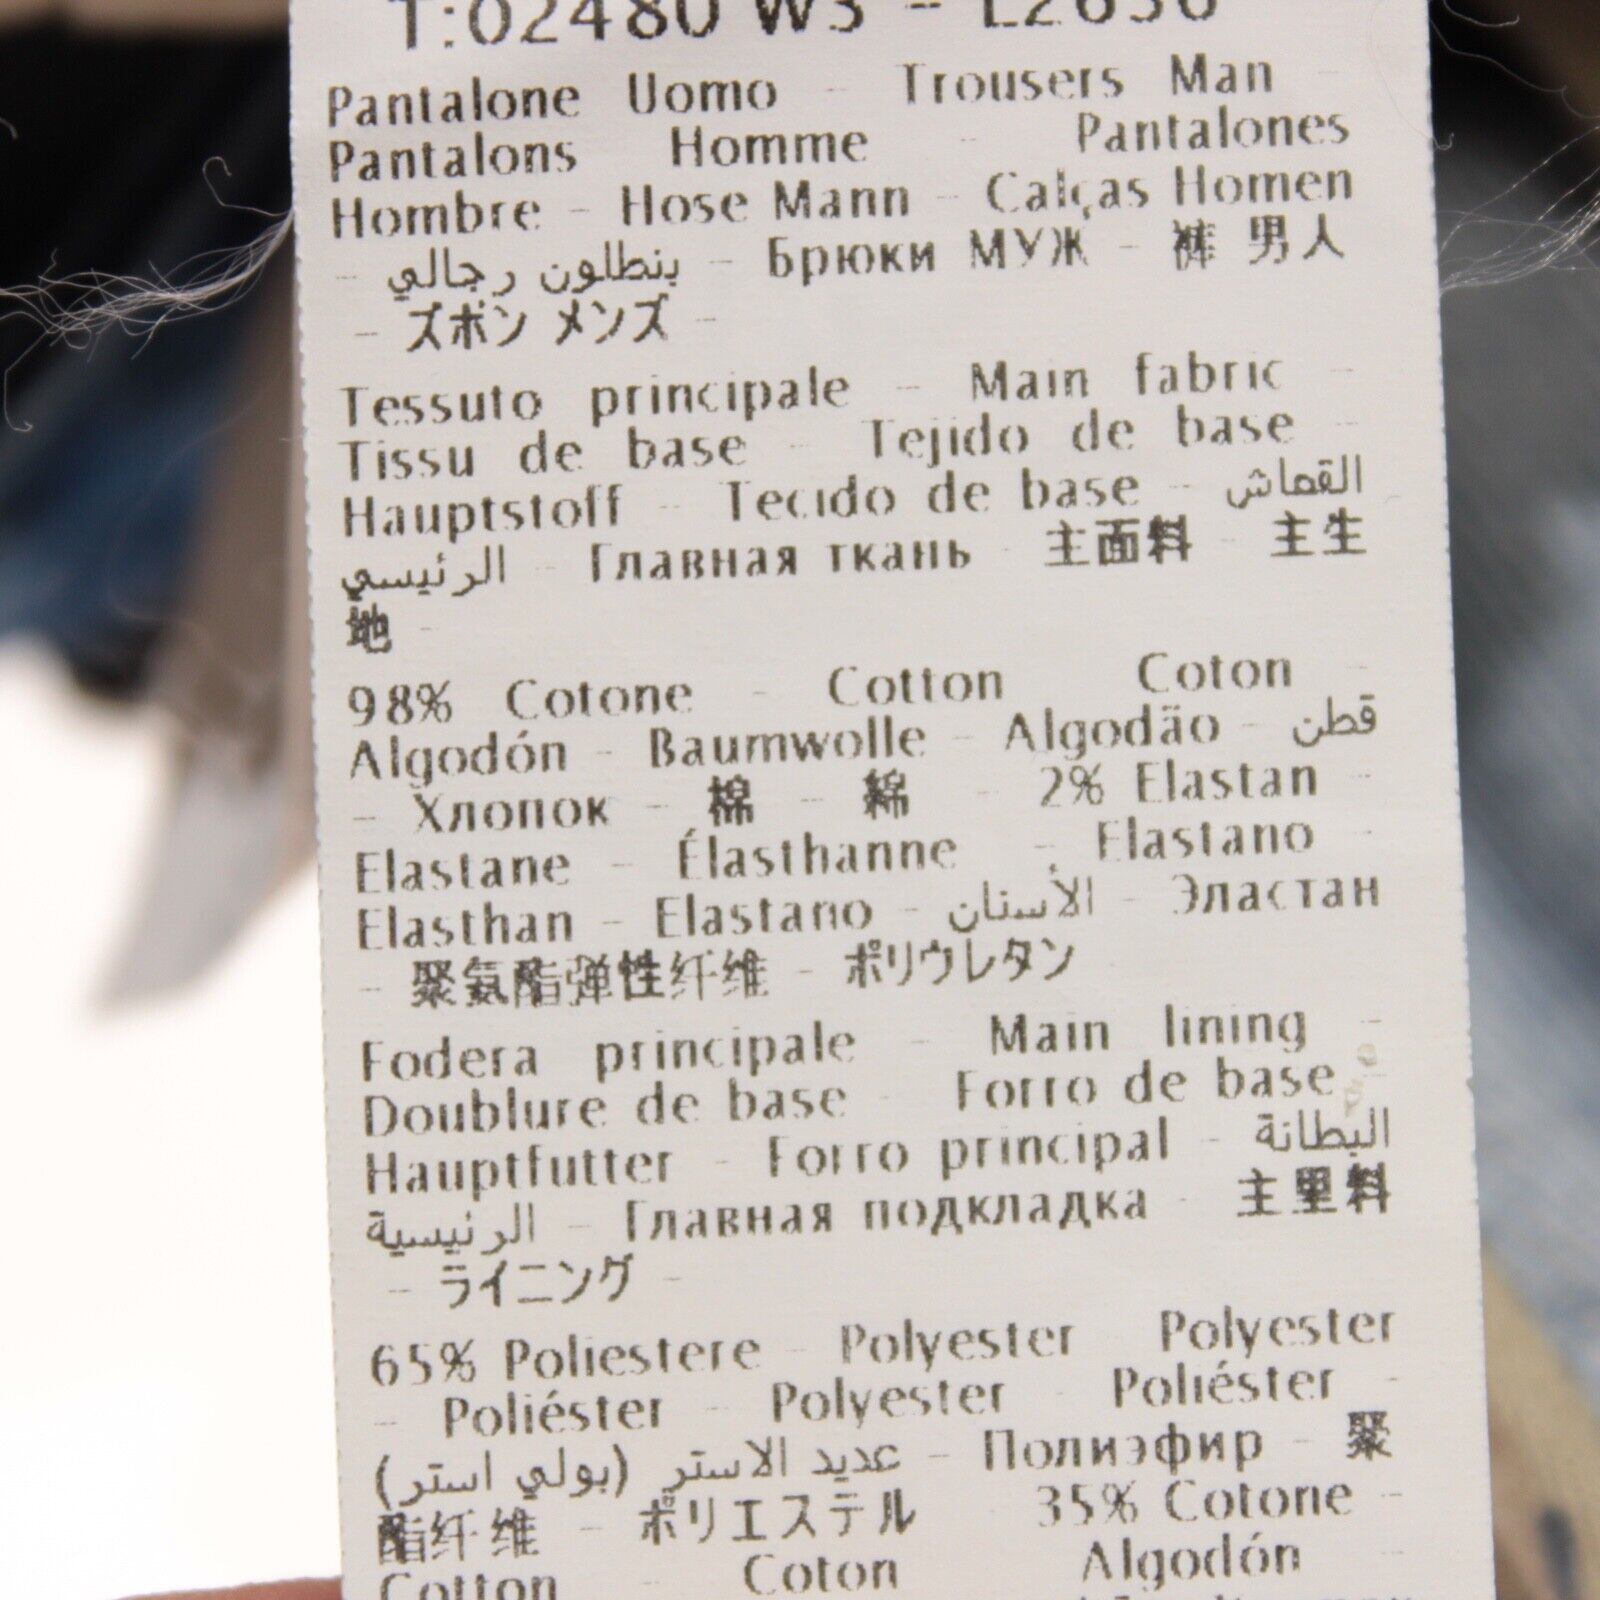 T:02480 W3 - L2636
Pantalone Uomo - Trousers Man -
Pantalons Homme - Pantalones
Hombre - Hose Mann - Calças Homen
- بنطلون رجالي - Брюки МУЖ - 裤 男人
- ズボン メンズ -
Tessuto principale - Main fabric -
Tissu de base - Tejido de base -
Hauptstoff - Tecido de base - القماش
الرئيسي - Главная ткань - 主面料 - 主生
地 -
98% Cotone - Cotton - Coton -
Algodón - Baumwolle - Algodäo - قطن
- Хлопок - 棉 - 綿 - 2% Elastan -
Elastane - Élasthanne - Elastano -
Elasthan - Elastano - الأستان - Эластан
- 聚氨酯弹性纤维 - ポリウレタン
Fodera principale - Main lining -
Doublure de base - Forro de base -
Hauptfutter - Forro principal - البطانة
الرئيسية - Главная подкладка - 主里料
- ライニング -
65% Poliestere - Polyester - Polyester
- Poliéster - Polyester - Poliéster -
عديد الاستر (بولي استر) - Полиэфир - 聚
酯纤维 - ポリエステル 35% Cotone -
Cotton - Coton - Algodón -